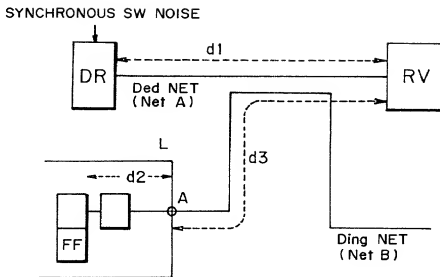 SYNCHRONOUS SW NOISE
d1
DR
RV
Ded NET
(Net A)
L
d3
d2
A
FF
Ding NET
(Net B)